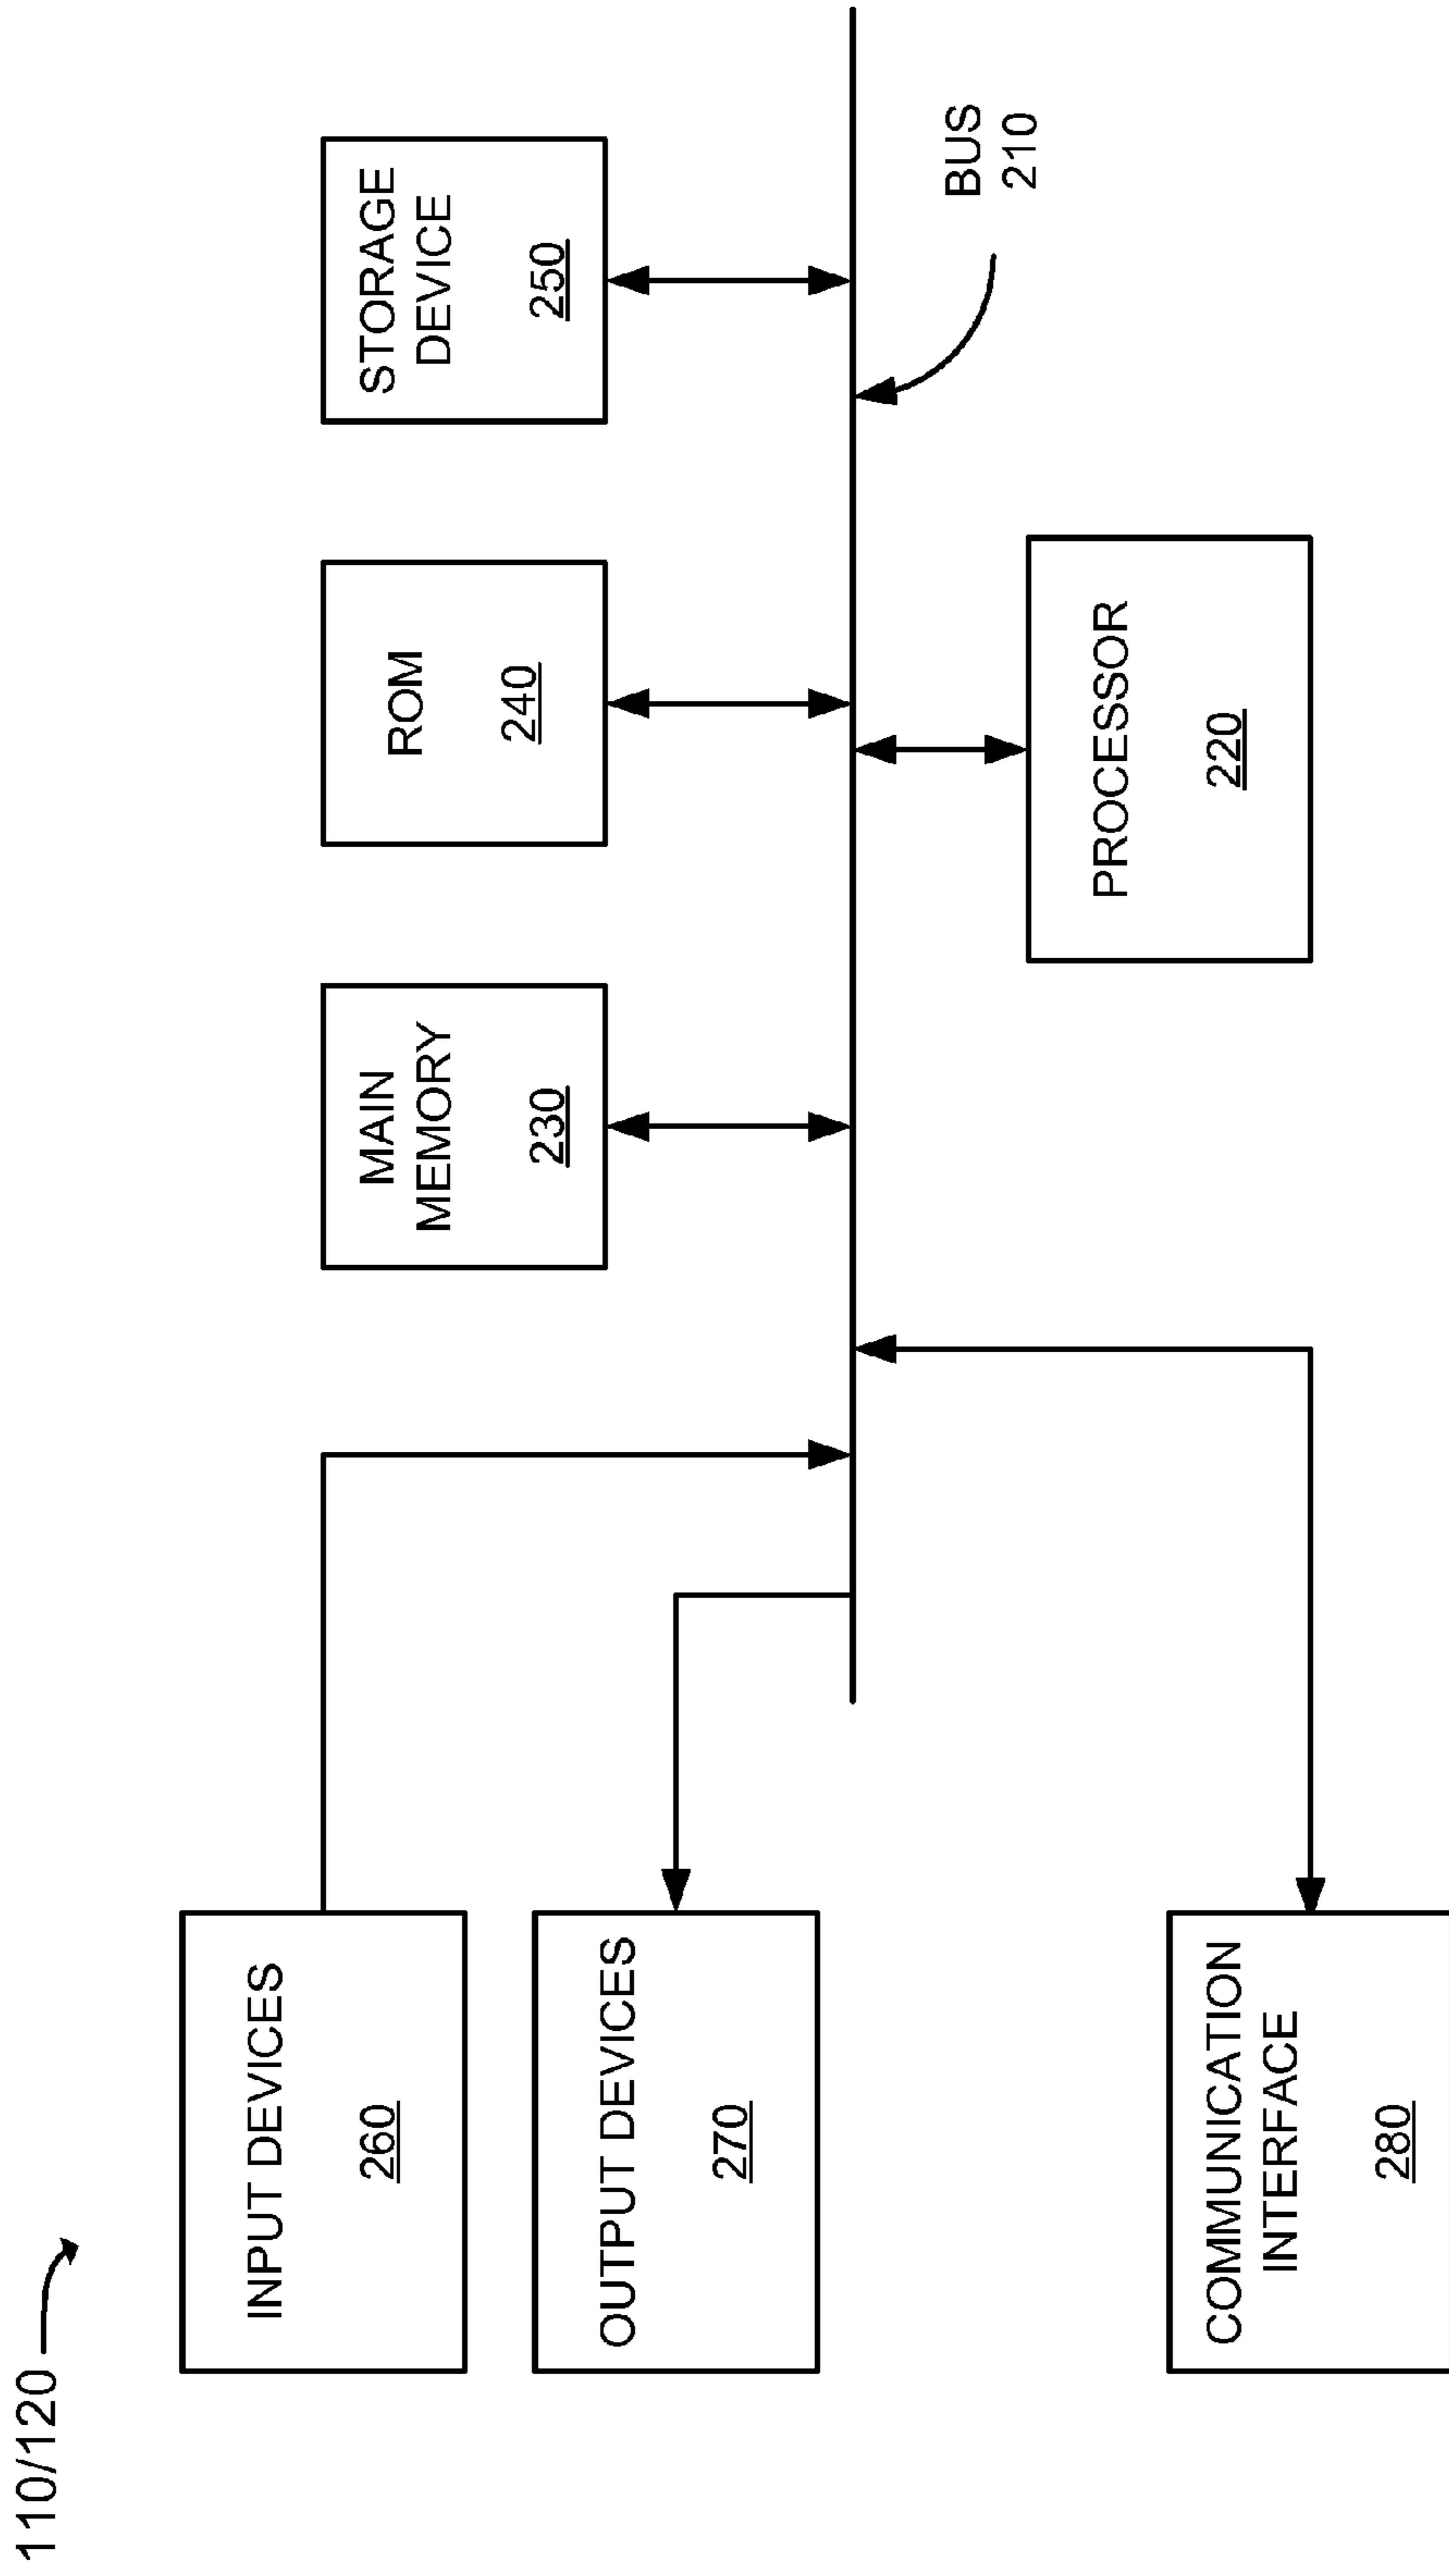 110/120
INPUT DEVICES
260
OUTPUT DEVICES
270
COMMUNICATION
INTERFACE
280
MAIN
MEMORY
230
ROM
240
STORAGE
DEVICE
250
PROCESSOR
220
BUS
210